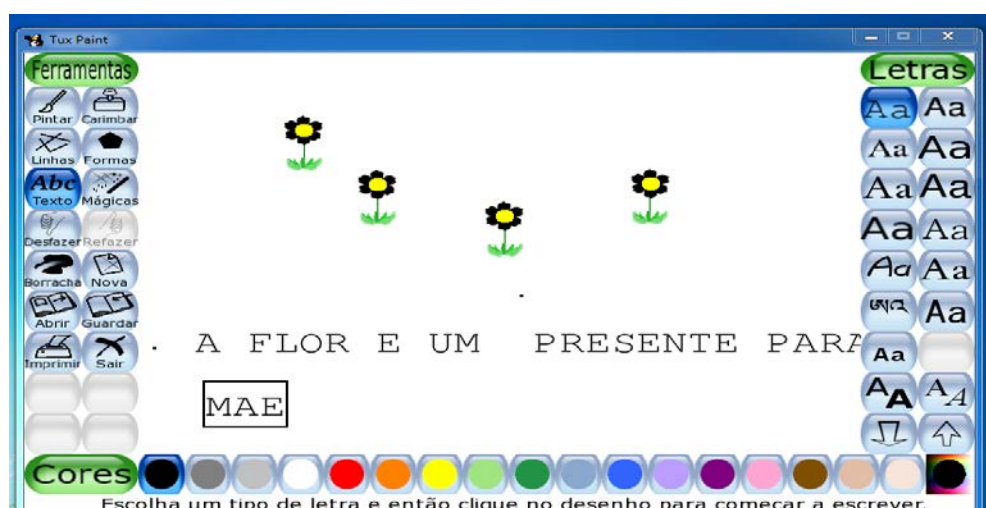 Tux Paint
Ferramentas
Letras
Pintar Carimbar
Aa Aa
Linhas Formas
Aa Aa
Abc
Texto Mágicas
Aa Aa
Desfazer Refazer
Aa Aa
Borracha Nova
Aa Aa
Abrir Guardar
Aa
Imprimir Sair
. A FLOR E UM PRESENTE PARA
Aa
MAE
AA AA
Cores
Escolha um tipo de letra e então clique no desenho para começar a escrever.